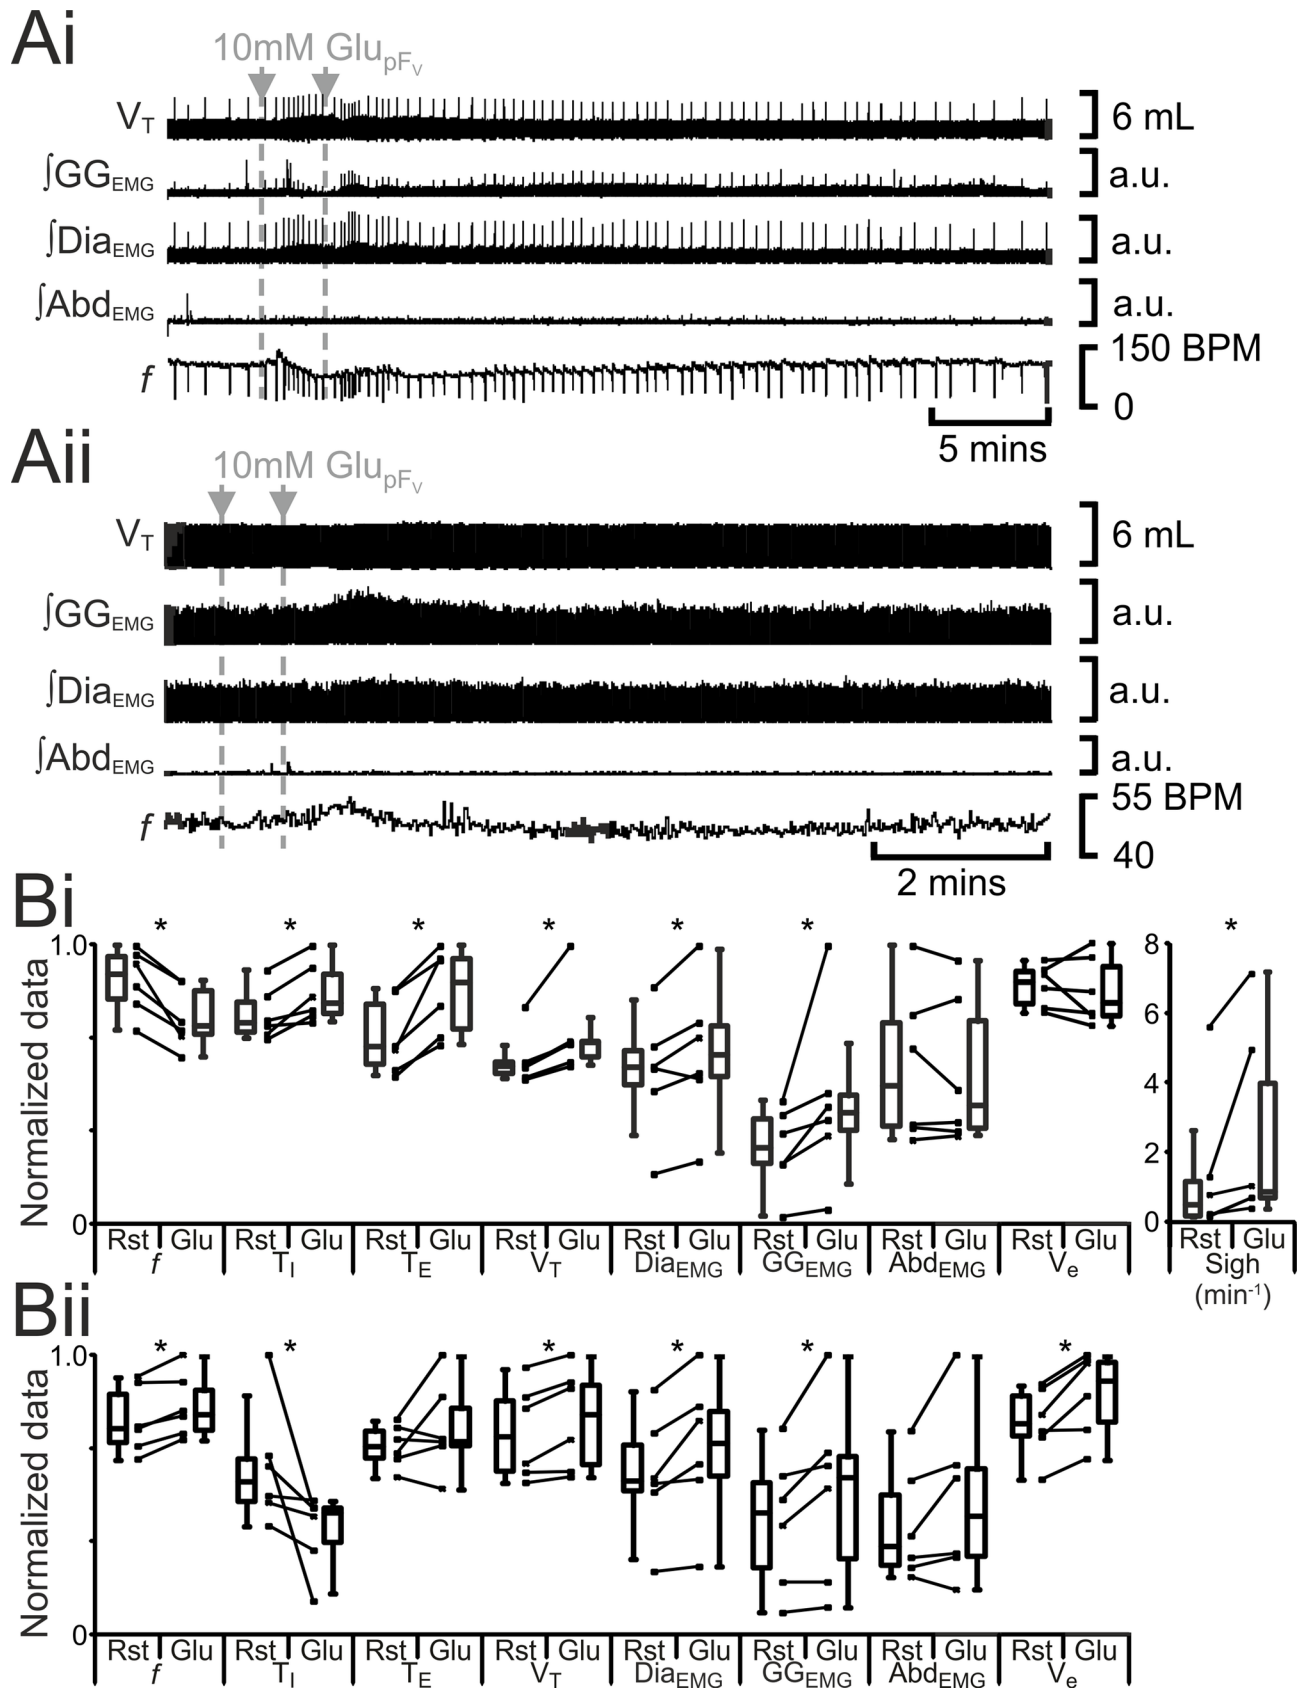 Ai
10mM GlupFV
VT
6 mL
∫GGEMG
a.u.
∫DiaEMG
a.u.
∫AbdEMG
a.u.
f
150 BPM
0
5 mins
Aii
10mM GlupFV
VT
6 mL
∫GGEMG
a.u.
∫DiaEMG
a.u.
∫AbdEMG
a.u.
f
55 BPM
40
2 mins
Bi
* * * * * * *
Normalized data
1.0
0
8
6
4
2
0
Rst Glu Rst Glu Rst Glu Rst Glu Rst Glu Rst Glu Rst Glu Rst Glu Rst Glu
f TI TE VT DiaEMG GGEMG AbdEMG Ve Sigh
(min-1)
Bii
* * * * * *
Normalized data
1.0
0
Rst Glu Rst Glu Rst Glu Rst Glu Rst Glu Rst Glu Rst Glu Rst Glu
f TI TE VT DiaEMG GGEMG AbdEMG Ve